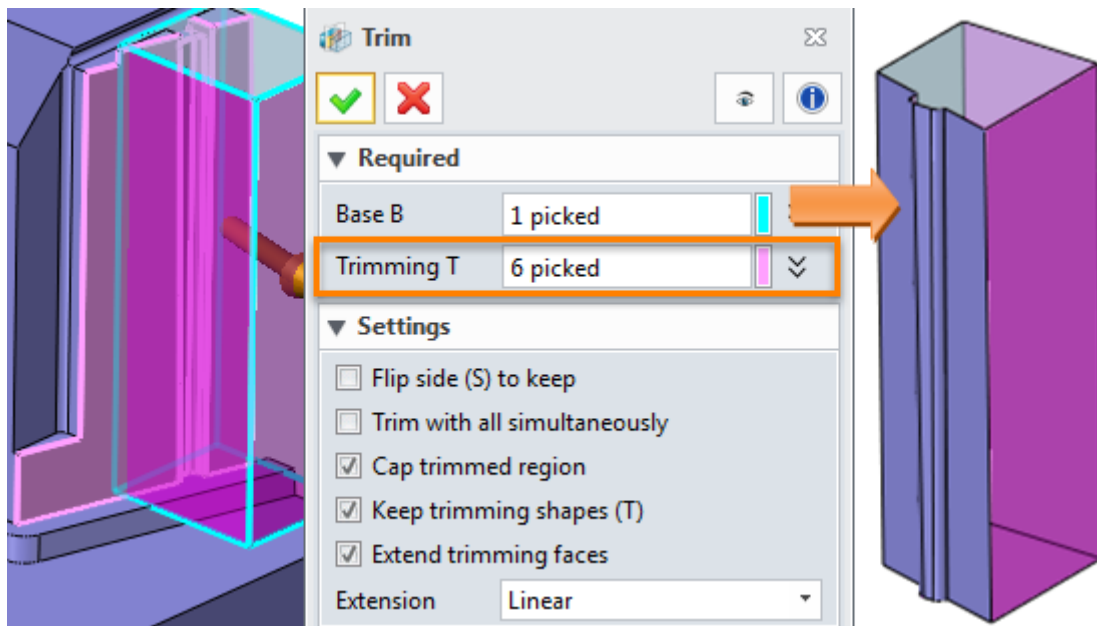 Trim
Required
Base B 1 picked
Trimming T 6 picked
Settings
Flip side (S) to keep
Trim with all simultaneously
Cap trimmed region
Keep trimming shapes (T)
Extend trimming faces
Extension Linear